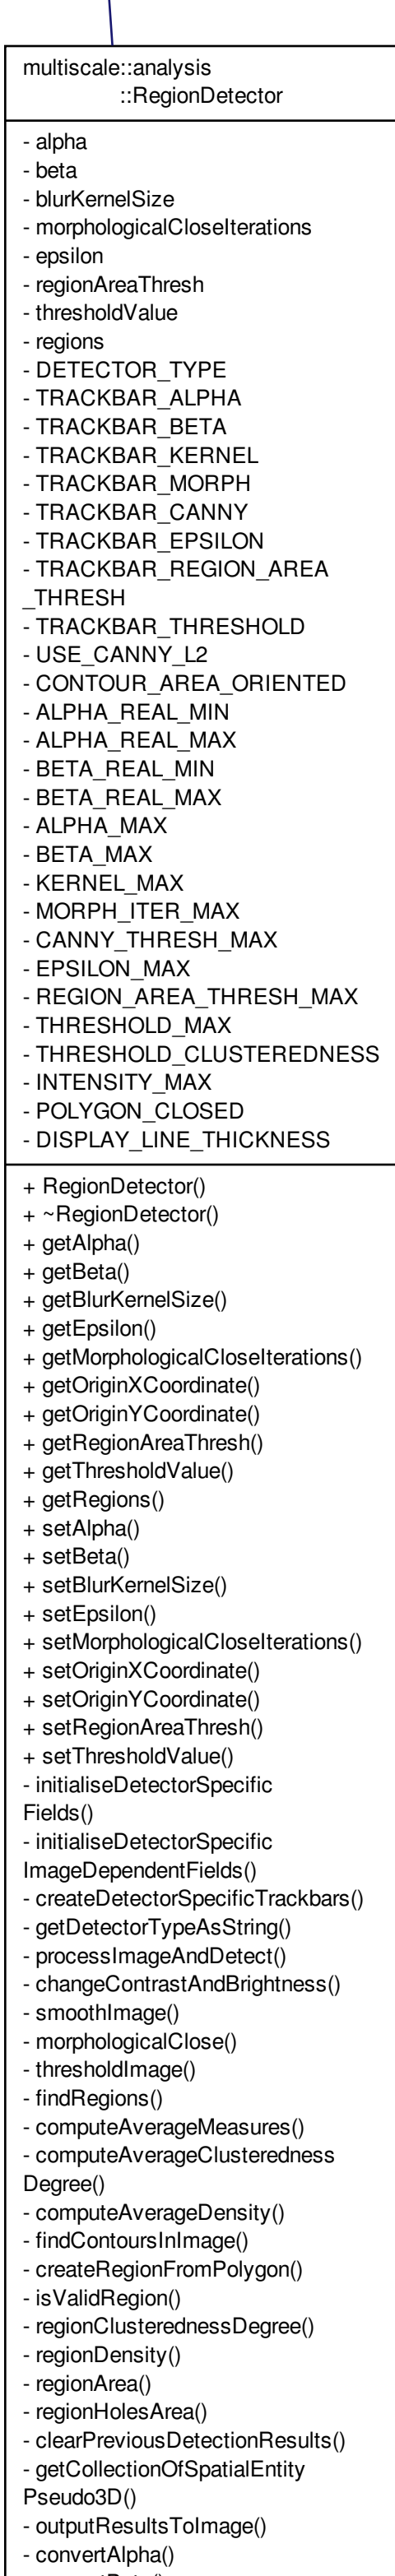 multiscale::analysis
::RegionDetector
- alpha
- beta
- blurKernelSize
- morphologicalCloseIterations
- epsilon
- regionAreaThresh
- thresholdValue
- regions
- DETECTOR_TYPE
- TRACKBAR_ALPHA
- TRACKBAR_BETA
- TRACKBAR_KERNEL
- TRACKBAR_MORPH
- TRACKBAR_CANNY
- TRACKBAR_EPSILON
- TRACKBAR_REGION_AREA
_THRESH
- TRACKBAR_THRESHOLD
- USE_CANNY_L2
- CONTOUR_AREA_ORIENTED
- ALPHA_REAL_MIN
- ALPHA_REAL_MAX
- BETA_REAL_MIN
- BETA_REAL_MAX
- ALPHA_MAX
- BETA_MAX
- KERNEL_MAX
- MORPH_ITER_MAX
- CANNY_THRESH_MAX
- EPSILON_MAX
- REGION_AREA_THRESH_MAX
- THRESHOLD_MAX
- THRESHOLD_CLUSTEREDNESS
- INTENSITY_MAX
- POLYGON_CLOSED
- DISPLAY_LINE_THICKNESS
+ RegionDetector()
+ ~RegionDetector()
+ getAlpha()
+ getBeta()
+ getBlurKernelSize()
+ getEpsilon()
+ getMorphologicalCloseIterations()
+ getOriginXCoordinate()
+ getOriginYCoordinate()
+ getRegionAreaThresh()
+ getThresholdValue()
+ getRegions()
+ setAlpha()
+ setBeta()
+ setBlurKernelSize()
+ setEpsilon()
+ setMorphologicalCloseIterations()
+ setOriginXCoordinate()
+ setOriginYCoordinate()
+ setRegionAreaThresh()
+ setThresholdValue()
- initialiseDetectorSpecific
Fields()
- initialiseDetectorSpecific
ImageDependentFields()
- createDetectorSpecificTrackbars()
- getDetectorTypeAsString()
- processImageAndDetect()
- changeContrastAndBrightness()
- smoothImage()
- morphologicalClose()
- thresholdImage()
- findRegions()
- computeAverageMeasures()
- computeAverageClusteredness
Degree()
- computeAverageDensity()
- findContoursInImage()
- createRegionFromPolygon()
- isValidRegion()
- regionClusterednessDegree()
- regionDensity()
- regionArea()
- regionHolesArea()
- clearPreviousDetectionResults()
- getCollectionOfSpatialEntity
Pseudo3D()
- outputResultsToImage()
- convertAlpha()